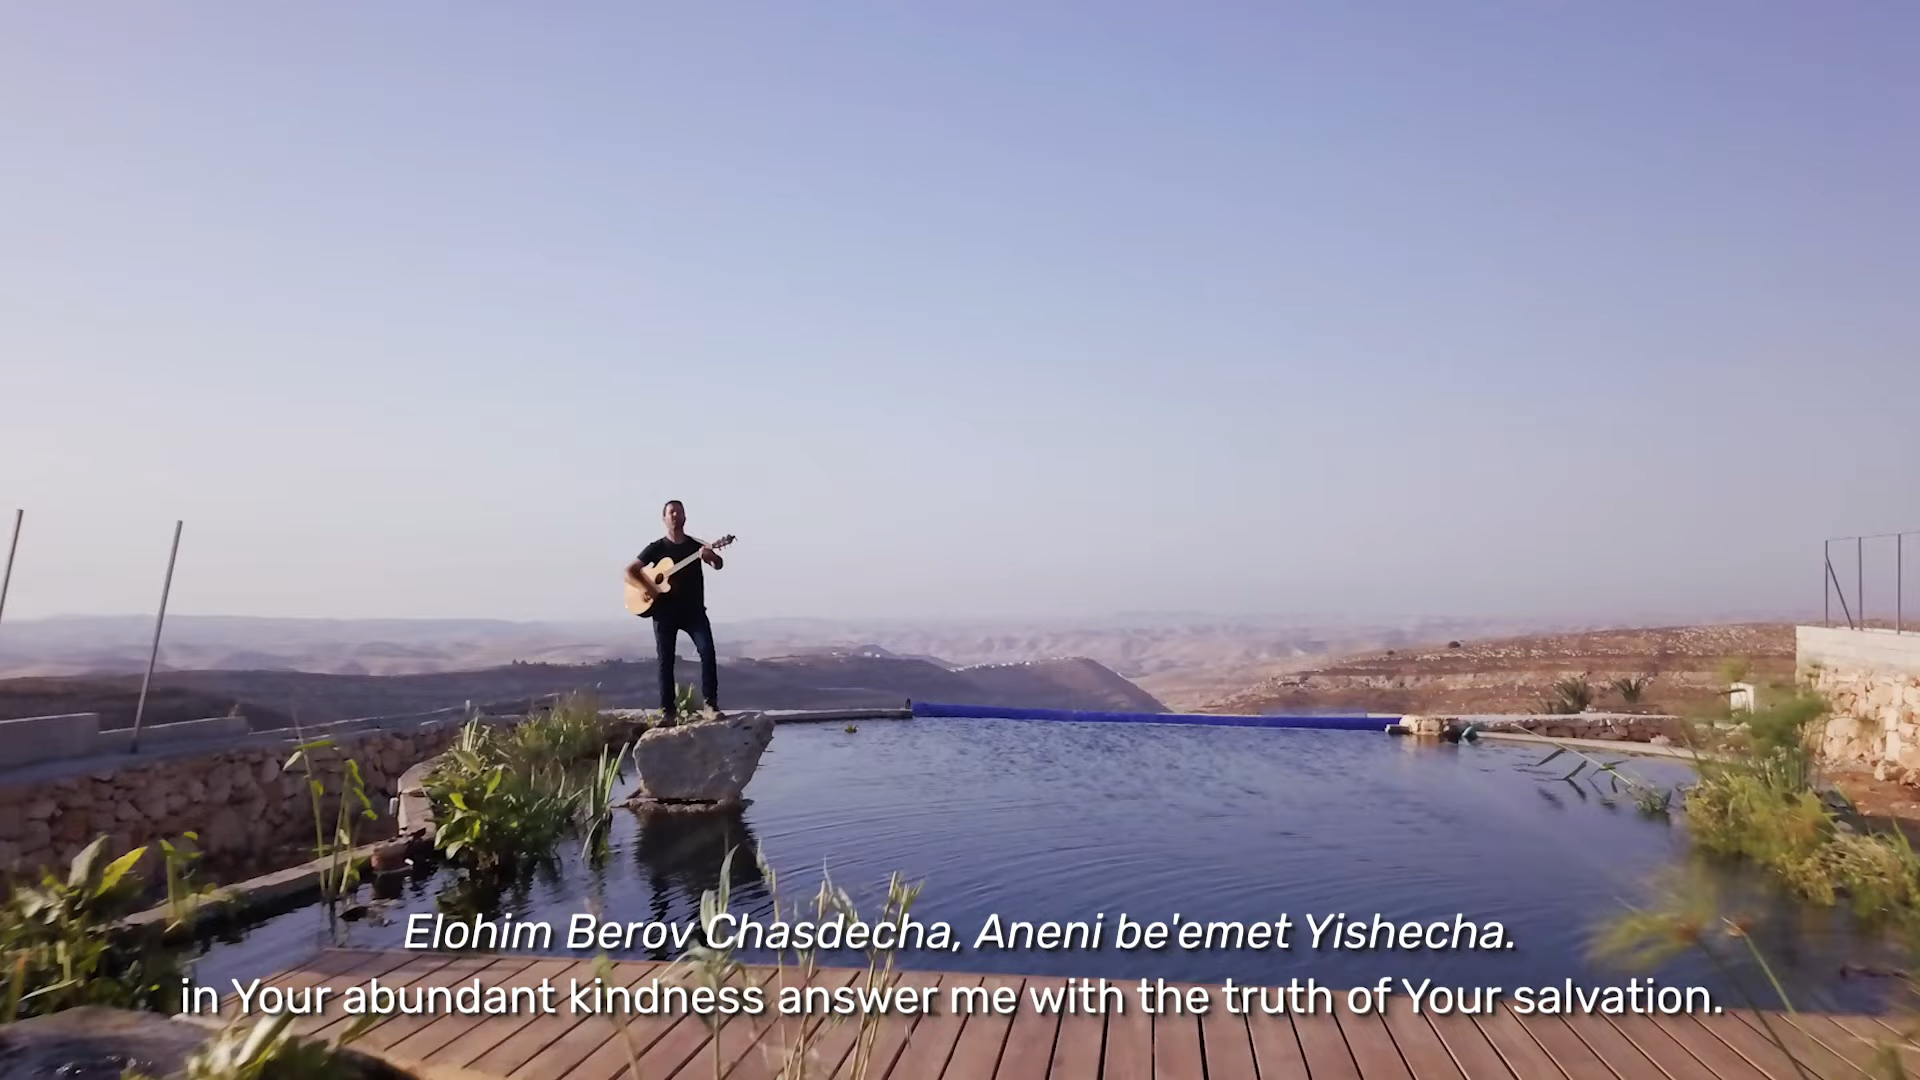 Elohim Berov Chasdecha, Aneni be'emet Yishecha.
in Your abundant kindness answer me with the truth of Your salvation.